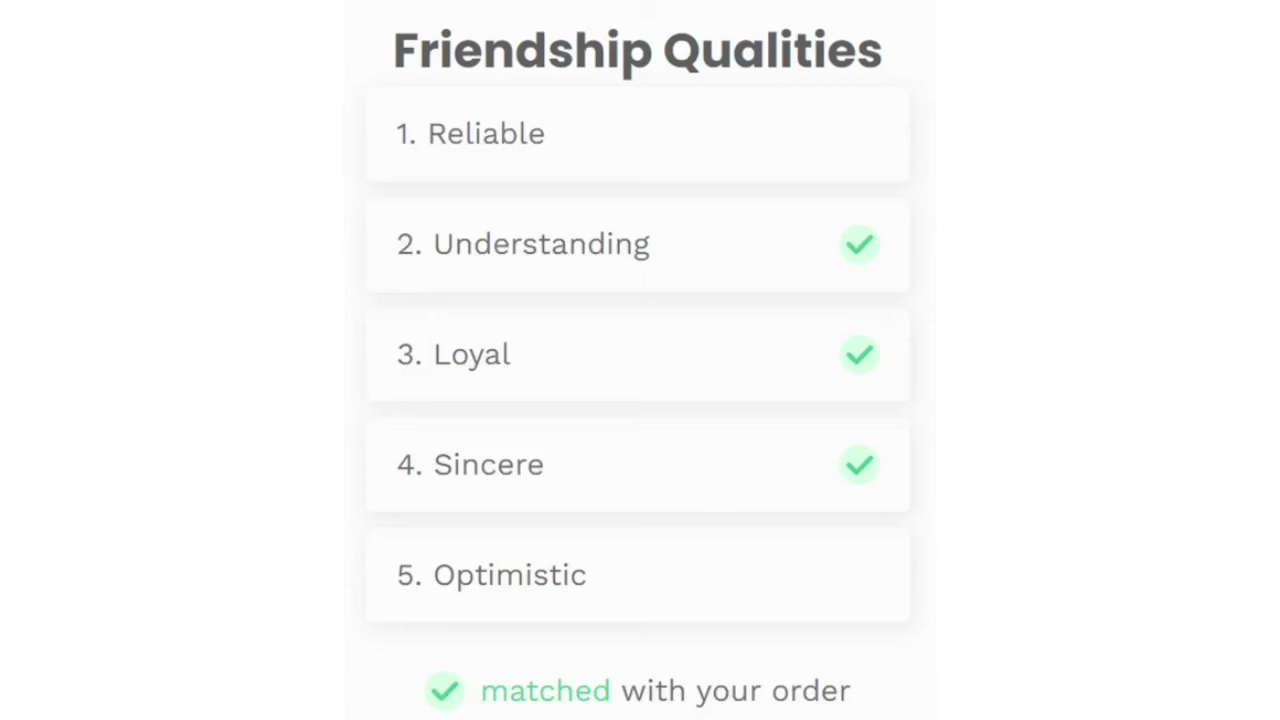 Friendship Qualities
1. Reliable
2. Understanding
3. Loyal
4. Sincere
5. Optimistic
matched with your order